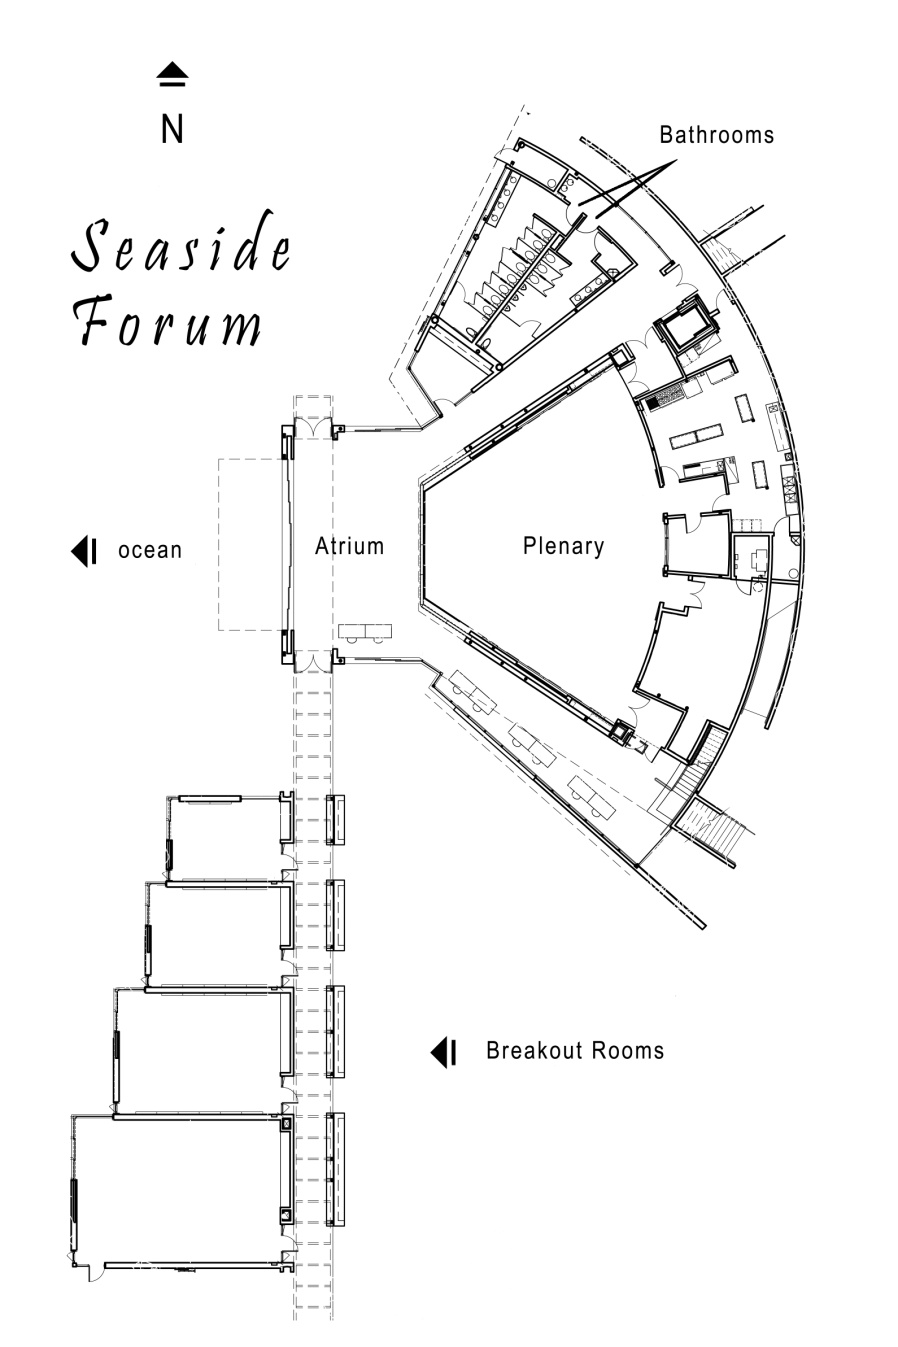 N
Bathrooms
Seaside
Forum
ocean
Atrium
Plenary
Breakout Rooms